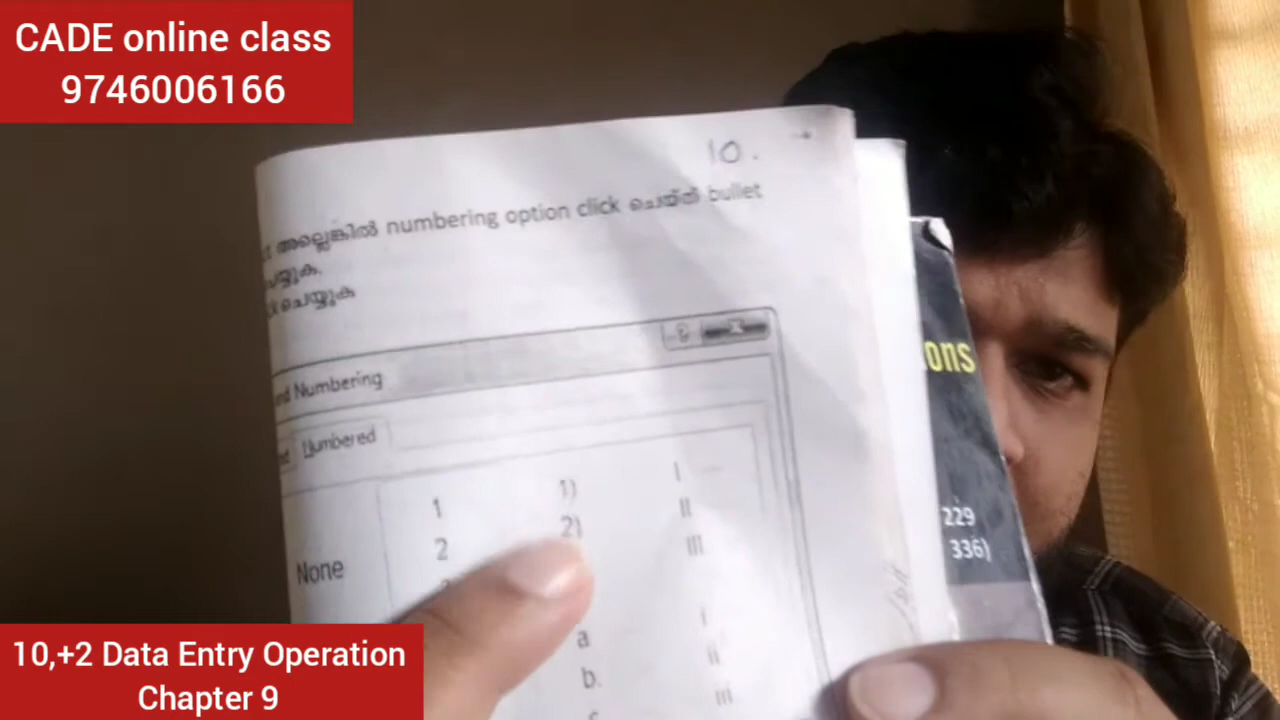 CADE online class
9746006166
10.
അല്ലെങ്കിൽ numbering option click ചെയ്ത് bullet
ചെയ്യുക
Numbering
Numbered
None
1
2
1)
2)
I
II
III
a
b.
i
ii
iii
ons
229
336)
10,+2 Data Entry Operation
Chapter 9